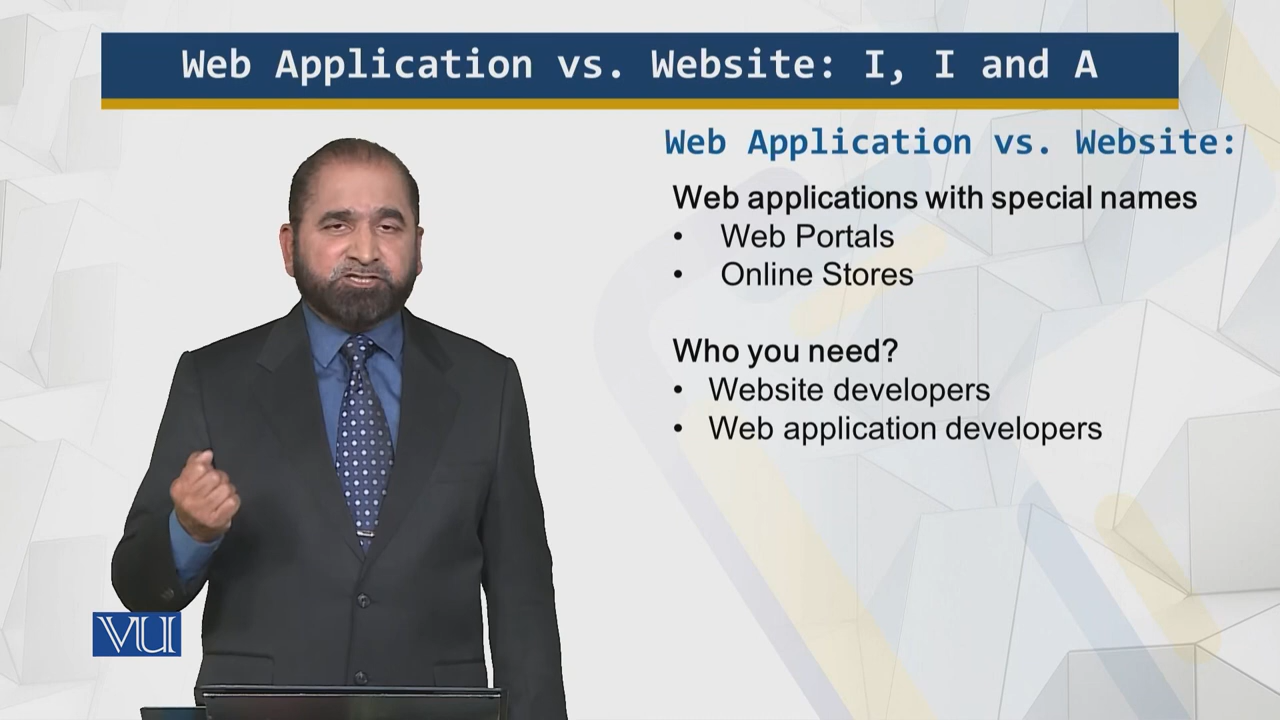 Web Application vs. Website: I, I and A
Web Application vs. Website:
Web applications with special names
• Web Portals
• Online Stores
Who you need?
• Website developers
• Web application developers
VU